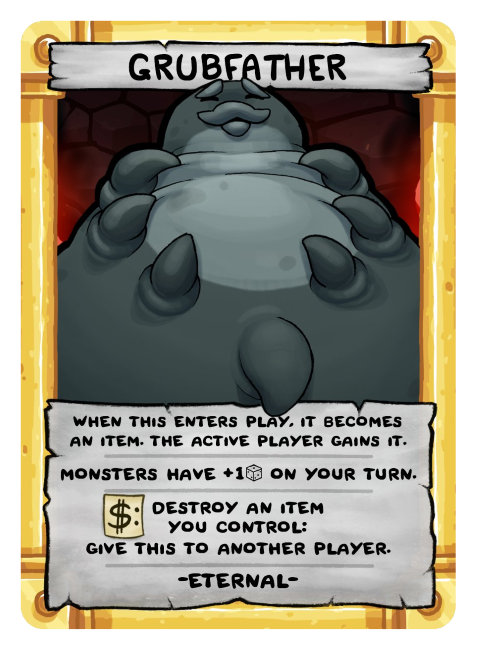 GRUBFATHER
WHEN THIS ENTERS PLAY, IT BECOMES
AN ITEM. THE ACTIVE PLAYER GAINS IT.
MONSTERS HAVE +1🎲 ON YOUR TURN.
$: DESTROY AN ITEM
YOU CONTROL:
GIVE THIS TO ANOTHER PLAYER.
-ETERNAL-